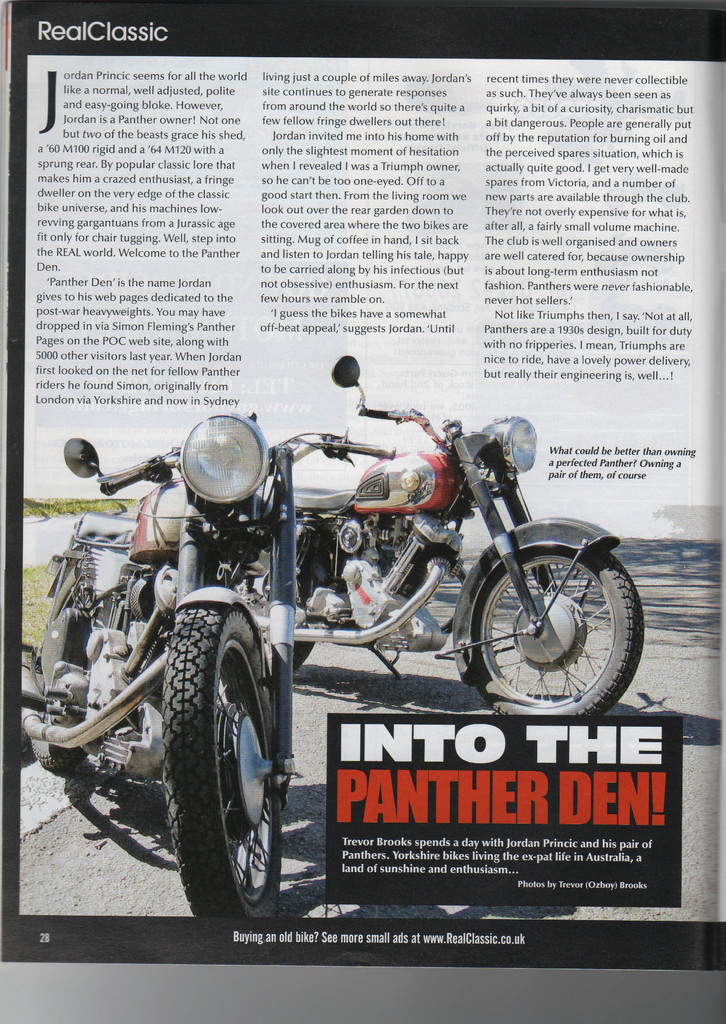 RealClassic
Jordan Princic seems for all the world
like a normal, well adjusted, polite
and easy-going bloke. However,
Jordan is a Panther owner! Not one
but two of the beasts grace his shed,
a '60 M100 rigid and a '64 M120 with a
sprung rear. By popular classic lore that
makes him a crazed enthusiast, a fringe
dweller on the very edge of the classic
bike universe, and his machines low-
revving gargantuans from a Jurassic age
fit only for chair tugging. Well, step into
the REAL world. Welcome to the Panther
Den.
'Panther Den' is the name Jordan
gives to his web pages dedicated to the
post-war heavyweights. You may have
dropped in via Simon Fleming's Panther
Pages on the POC web site, along with
5000 other visitors last year. When Jordan
first looked on the net for fellow Panther
riders he found Simon, originally from
London via Yorkshire and now in Sydney
living just a couple of miles away. Jordan's
site continues to generate responses
from around the world so there's quite a
few fellow fringe dwellers out there!
Jordan invited me into his home with
only the slightest moment of hesitation
when I revealed I was a Triumph owner,
so he can't be too one-eyed. Off to a
good start then. From the living room we
look out over the rear garden down to
the covered area where the two bikes are
sitting. Mug of coffee in hand, I sit back
and listen to Jordan telling his tale, happy
to be carried along by his infectious (but
not obsessive) enthusiasm. For the next
few hours we ramble on.
'I guess the bikes have a somewhat
off-beat appeal,' suggests Jordan. 'Until
recent times they were never collectible
as such. They've always been seen as
quirky, a bit of a curiosity, charismatic but
a bit dangerous. People are generally put
off by the reputation for burning oil and
the perceived spares situation, which is
actually quite good. I get very well-made
spares from Victoria, and a number of
new parts are available through the club.
They're not overly expensive for what is,
after all, a fairly small volume machine.
The club is well organised and owners
are well catered for, because ownership
is about long-term enthusiasm not
fashion. Panthers were never fashionable,
never hot sellers.'
Not like Triumphs then, I say. 'Not at all,
Panthers are a 1930s design, built for duty
with no fripperies. I mean, Triumphs are
nice to ride, have a lovely power delivery,
but really their engineering is, well...!
What could be better than owning
a perfected Panther? Owning a
pair of them, of course
INTO THE
PANTHER DEN!
Trevor Brooks spends a day with Jordan Princic and his pair of
Panthers. Yorkshire bikes living the ex-pat life in Australia, a
land of sunshine and enthusiasm...
Photos by Trevor (Ozboy) Brooks
28
Buying an old bike? See more small ads at www.RealClassic.co.uk